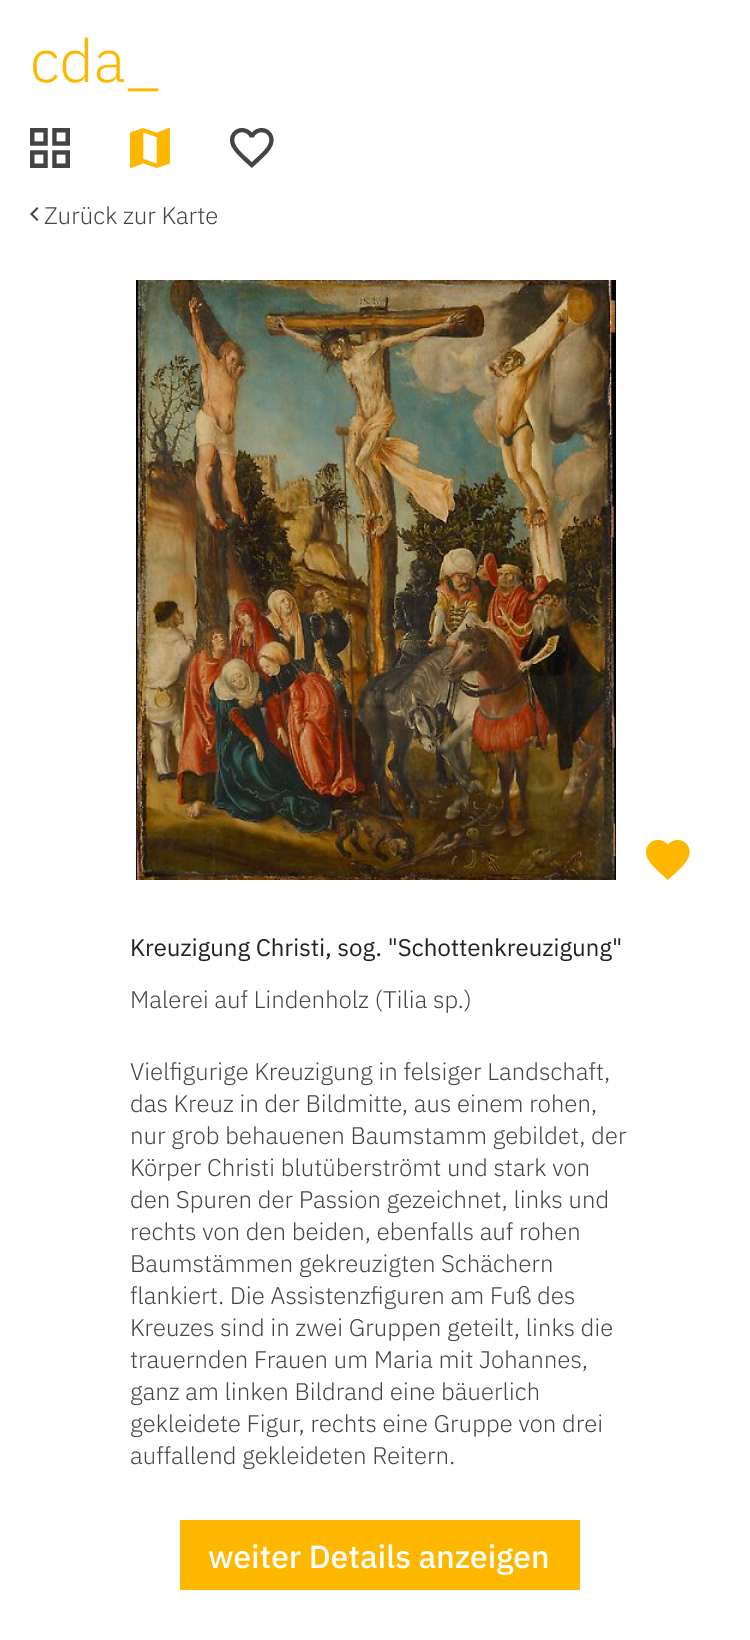 cda_
Zurück zur Karte
Kreuzigung Christi, sog. "Schottenkreuzigung"
Malerei auf Lindenholz (Tilia sp.)
Vielfigurige Kreuzigung in felsiger Landschaft,
das Kreuz in der Bildmitte, aus einem rohen,
nur grob behauenen Baumstamm gebildet, der
Körper Christi blutüberströmt und stark von
den Spuren der Passion gezeichnet, links und
rechts von den beiden, ebenfalls auf rohen
Baumstämmen gekreuzigten Schächern
flankiert. Die Assistenzfiguren am Fuß des
Kreuzes sind in zwei Gruppen geteilt, links die
trauernden Frauen um Maria mit Johannes,
ganz am linken Bildrand eine bäuerlich
gekleidete Figur, rechts eine Gruppe von drei
auffallend gekleideten Reitern.
weiter Details anzeigen